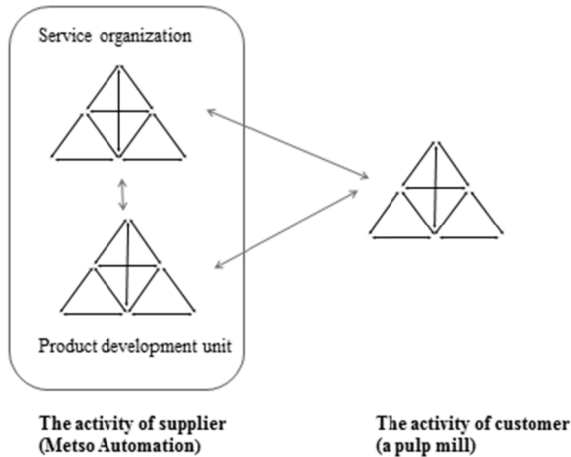 Service organization
Product development unit
The activity of supplier
(Metso Automation)
The activity of customer
(a pulp mill)